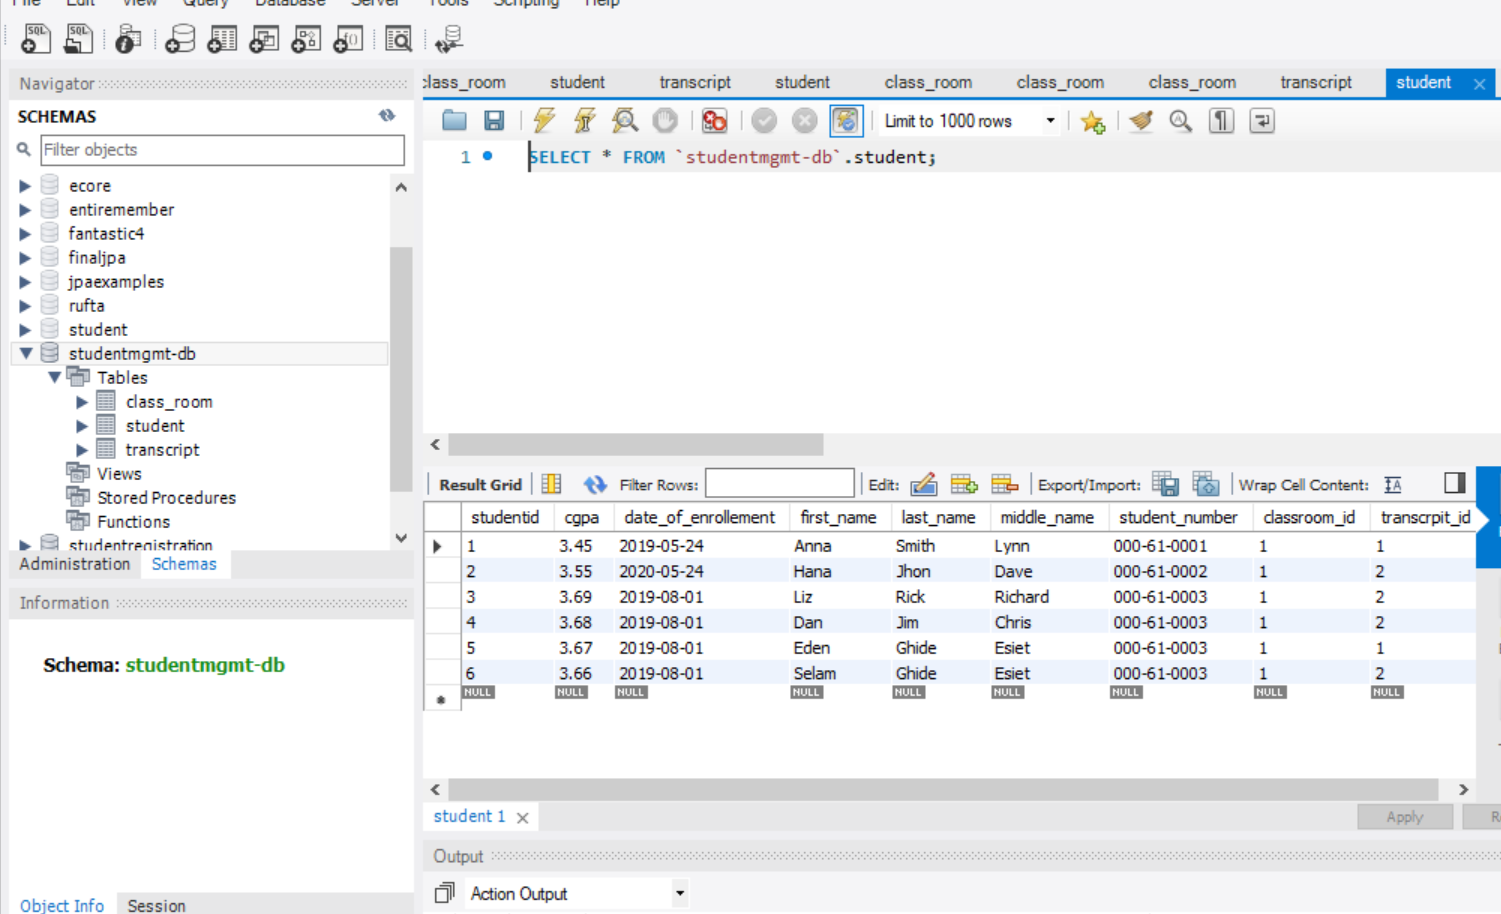 File Edit View Query Database Server Tools Scripting Help
Navigator
SCHEMAS
Filter objects
ecore
entiremember
fantastic4
finaljpa
jpaexamples
rufta
student
studentmgmt-db
Tables
class_room
student
transcript
Views
Stored Procedures
Functions
studentregistration
Administration Schemas
Information
Schema: studentmgmt-db
Object Info Session
class_room student transcript student class_room class_room class_room transcript student
Limit to 1000 rows
1 SELECT * FROM `studentmgmt-db`.student;
Result Grid Filter Rows: Edit: Export/Import: Wrap Cell Content:
studentid cgpa date_of_enrollement first_name last_name middle_name student_number classroom_id transcrpit_id
1 3.45 2019-05-24 Anna Smith Lynn 000-61-0001 1 1
2 3.55 2020-05-24 Hana Jhon Dave 000-61-0002 1 2
3 3.69 2019-08-01 Liz Rick Richard 000-61-0003 1 2
4 3.68 2019-08-01 Dan Jim Chris 000-61-0003 1 2
5 3.67 2019-08-01 Eden Ghide Esiet 000-61-0003 1 1
6 3.66 2019-08-01 Selam Ghide Esiet 000-61-0003 1 2
NULL NULL NULL NULL NULL NULL NULL NULL NULL
student 1
Apply
Output
Action Output